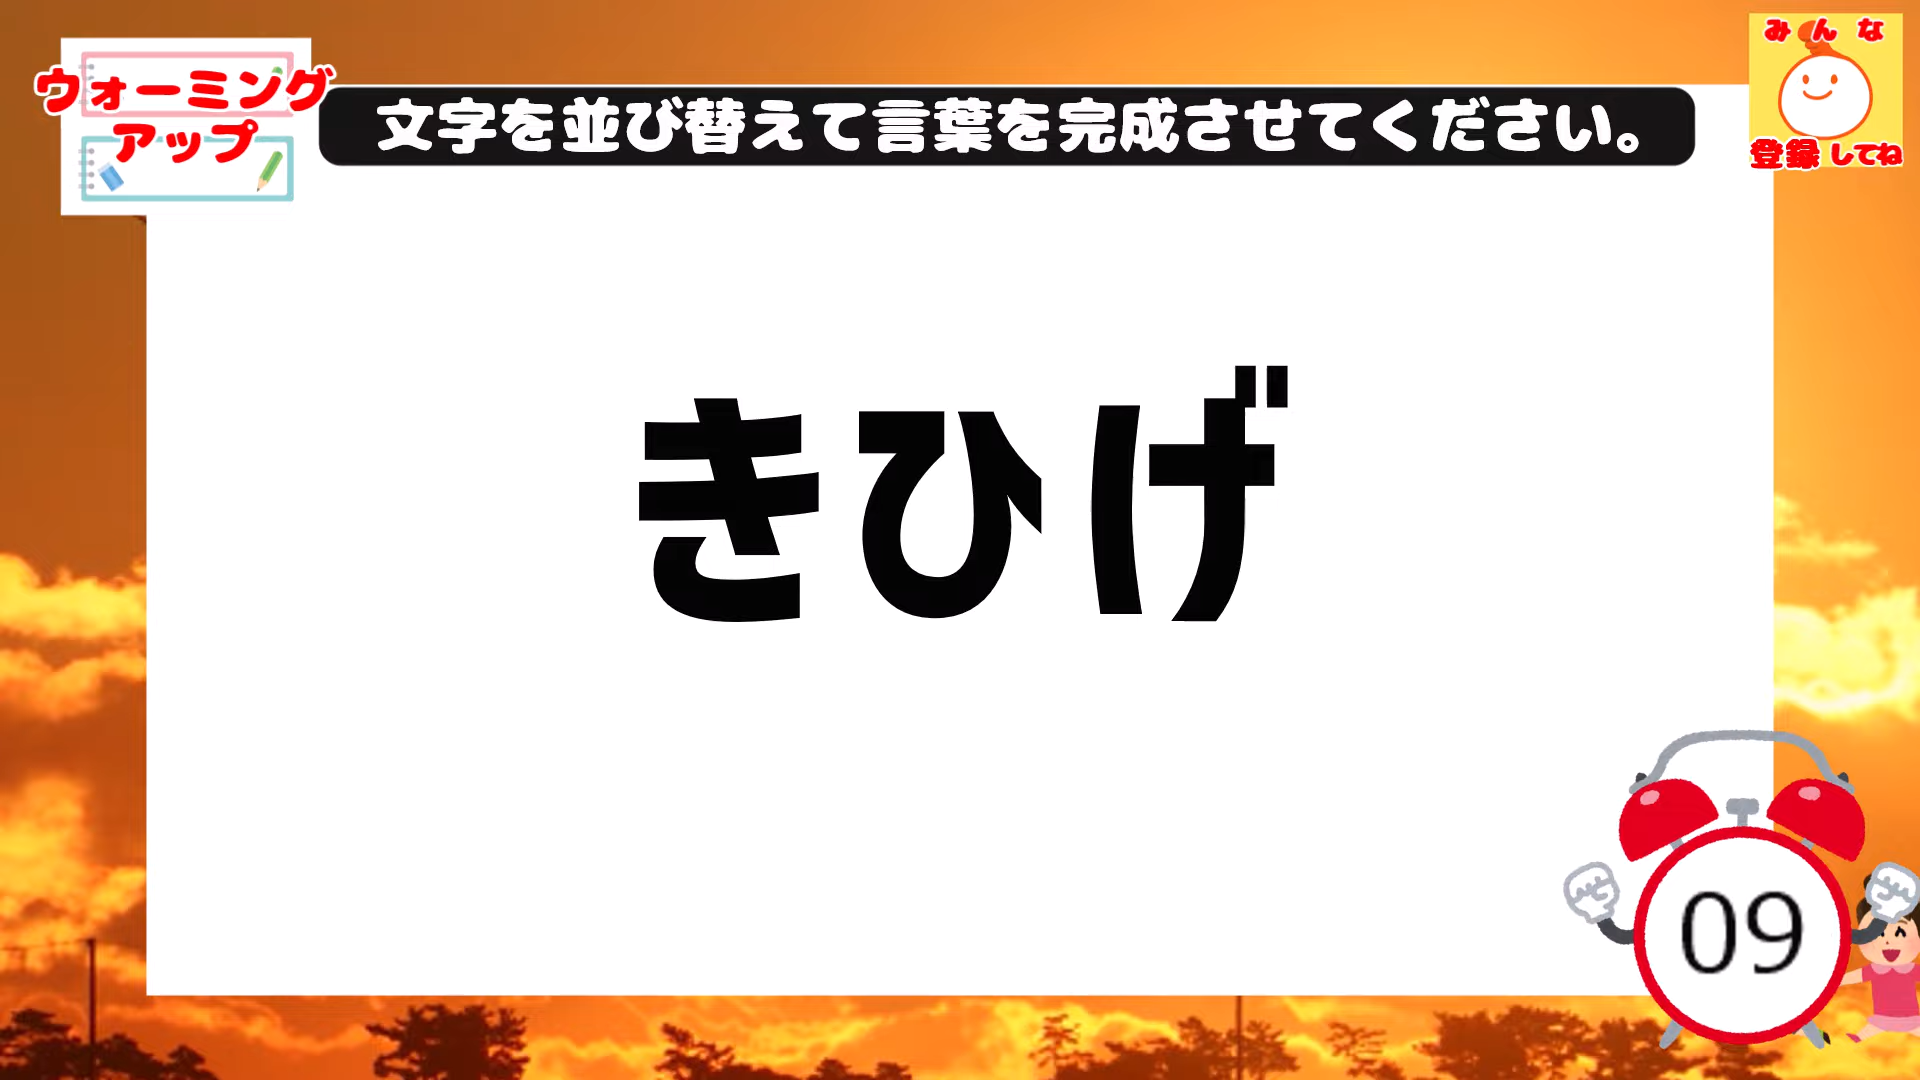 ウォーミング
アップ
文字を並び替えて言葉を完成させてください。
みんな
登録してね
きひげ
09